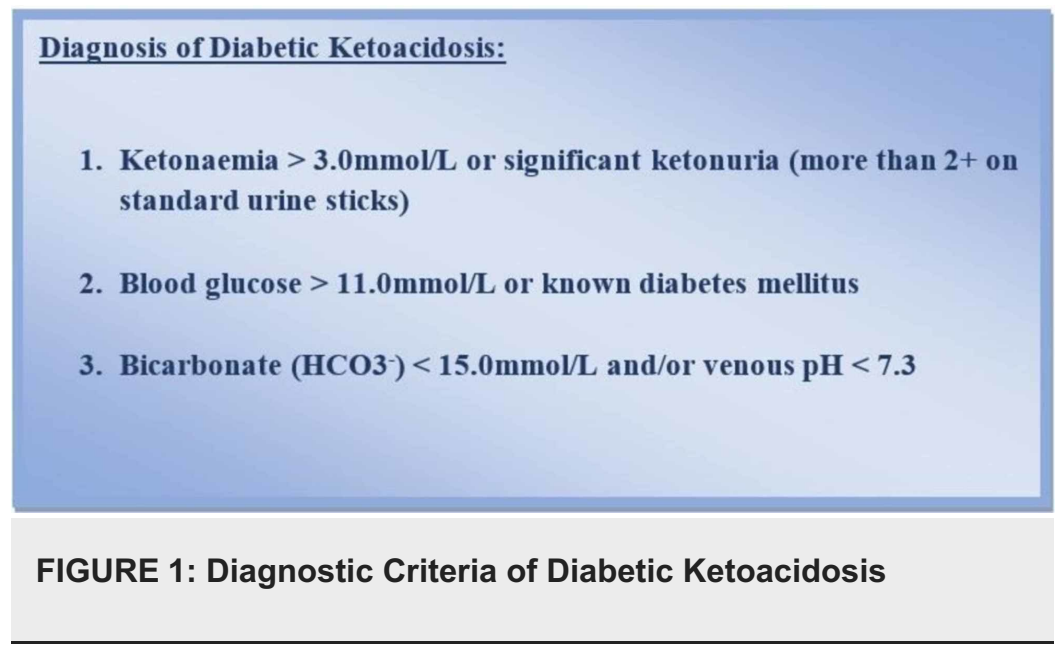 Diagnosis of Diabetic Ketoacidosis:
1. Ketonaemia > 3.0mmol/L or significant ketonuria (more than 2+ on
standard urine sticks)
2. Blood glucose > 11.0mmol/L or known diabetes mellitus
3. Bicarbonate (HCO3⁻) < 15.0mmol/L and/or venous pH < 7.3
FIGURE 1: Diagnostic Criteria of Diabetic Ketoacidosis